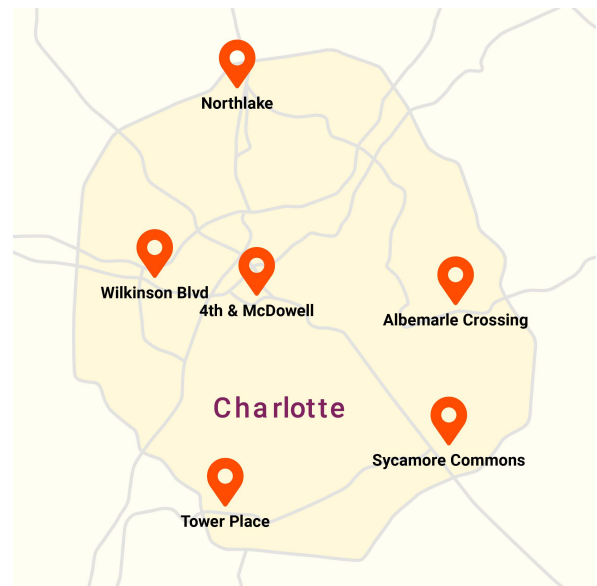 Northlake
Wilkinson Blvd
4th & McDowell
Albemarle Crossing
Charlotte
Sycamore Commons
Tower Place